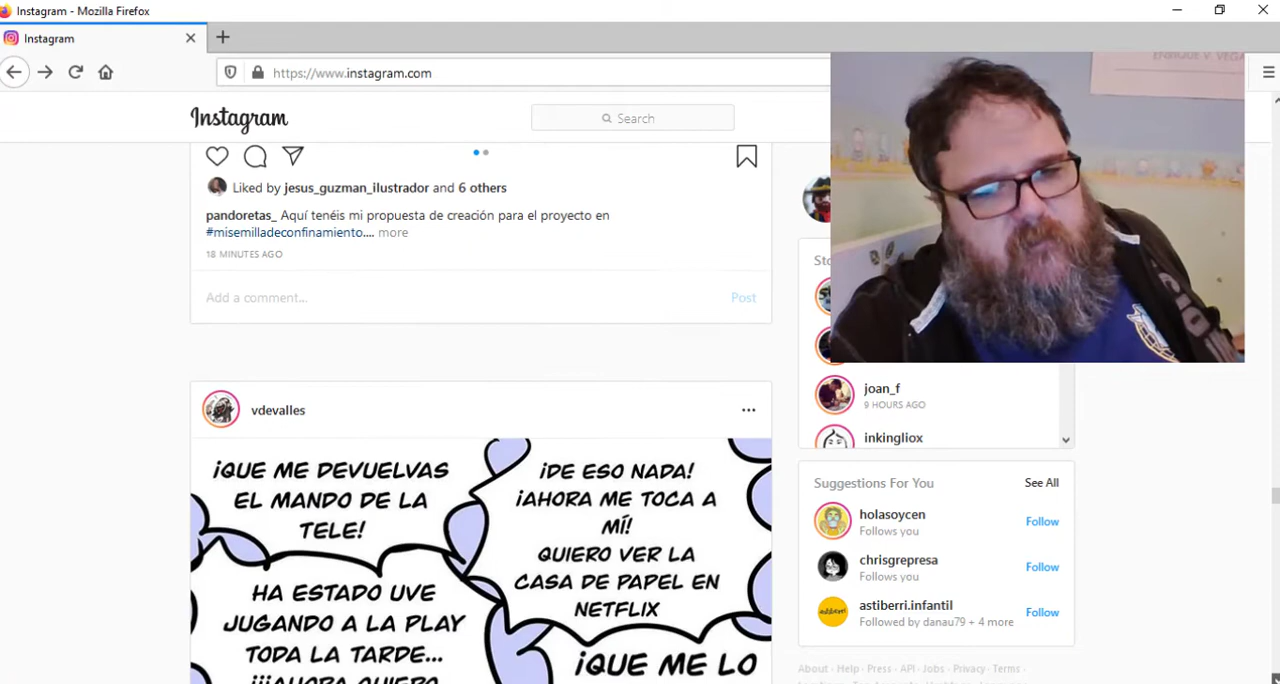 Instagram - Mozilla Firefox
Instagram
https://www.instagram.com
Instagram
Search
Liked by jesus_guzman_ilustrador and 6 others
pandoretas_ Aquí tenéis mi propuesta de creación para el proyecto en
#misemilladeconfinamiento.... more
18 MINUTES AGO
Add a comment...
Post
vdevalles
¡QUE ME DEVUELVAS
EL MANDO DE LA
TELE!
HA ESTADO UVE
JUGANDO A LA PLAY
TODA LA TARDE...
¡¡¡AHORA QUIERO
¡DE ESO NADA!
¡AHORA ME TOCA A
MÍ!
QUIERO VER LA
CASA DE PAPEL EN
NETFLIX
¡QUE ME LO
joan_f
9 HOURS AGO
inkingliox
Suggestions For You
See All
holasoycen
Follows you
Follow
chrisgrepresa
Follows you
Follow
astiberri.infantil
Followed by danau79 + 4 more
Follow
About · Help · Press · API · Jobs · Privacy · Terms ·